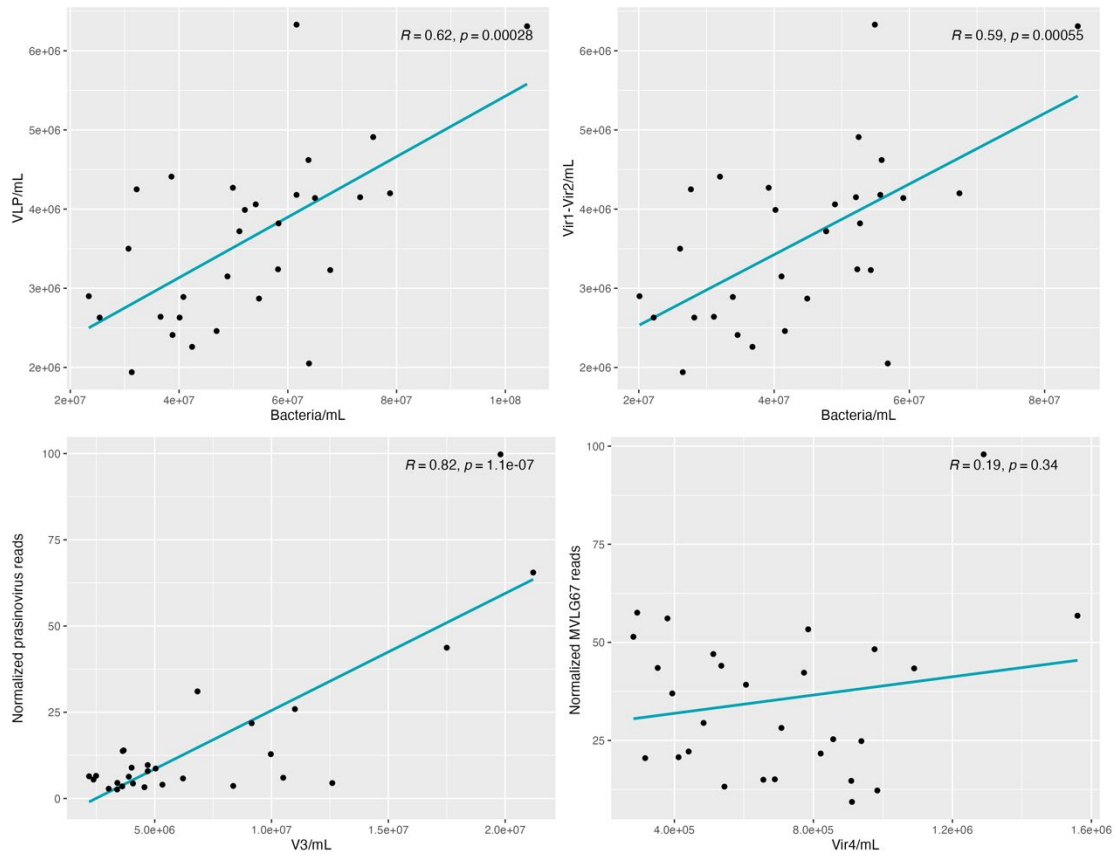 R = 0.62, p = 0.00028
6e+06
5e+06
4e+06
3e+06
2e+06
VLP/mL
2e+07 4e+07 6e+07 8e+07 1e+08
Bacteria/mL
R = 0.59, p = 0.00055
6e+06
5e+06
4e+06
3e+06
2e+06
Vir1-Vir2/mL
2e+07 4e+07 6e+07 8e+07
Bacteria/mL
R = 0.82, p = 1.1e-07
100
75
50
25
0
Normalized prasinovirus reads
5.0e+06 1.0e+07 1.5e+07 2.0e+07
V3/mL
R = 0.19, p = 0.34
100
75
50
25
Normalized MVLG67 reads
4.0e+05 8.0e+05 1.2e+06 1.6e+06
Vir4/mL